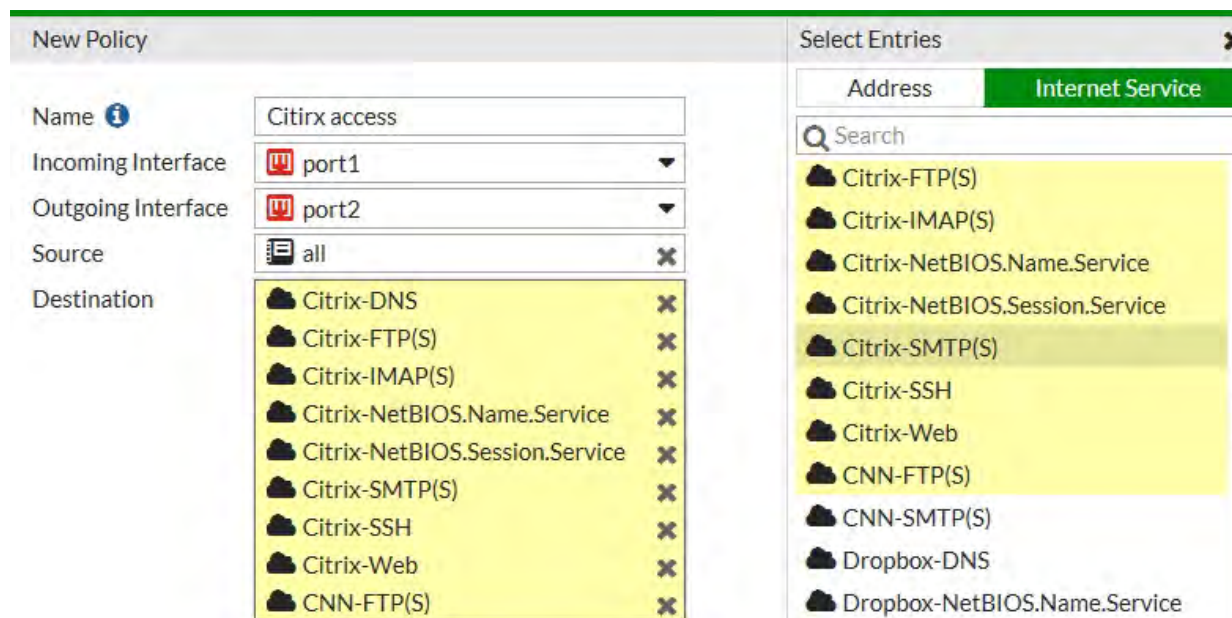 New Policy
Name
Citirx access
Incoming Interface
port1
Outgoing Interface
port2
Source
all
Destination
Citrix-DNS
Citrix-FTP(S)
Citrix-IMAP(S)
Citrix-NetBIOS.Name.Service
Citrix-NetBIOS.Session.Service
Citrix-SMTP(S)
Citrix-SSH
Citrix-Web
CNN-FTP(S)
Select Entries
Address
Internet Service
Search
Citrix-FTP(S)
Citrix-IMAP(S)
Citrix-NetBIOS.Name.Service
Citrix-NetBIOS.Session.Service
Citrix-SMTP(S)
Citrix-SSH
Citrix-Web
CNN-FTP(S)
CNN-SMTP(S)
Dropbox-DNS
Dropbox-NetBIOS.Name.Service